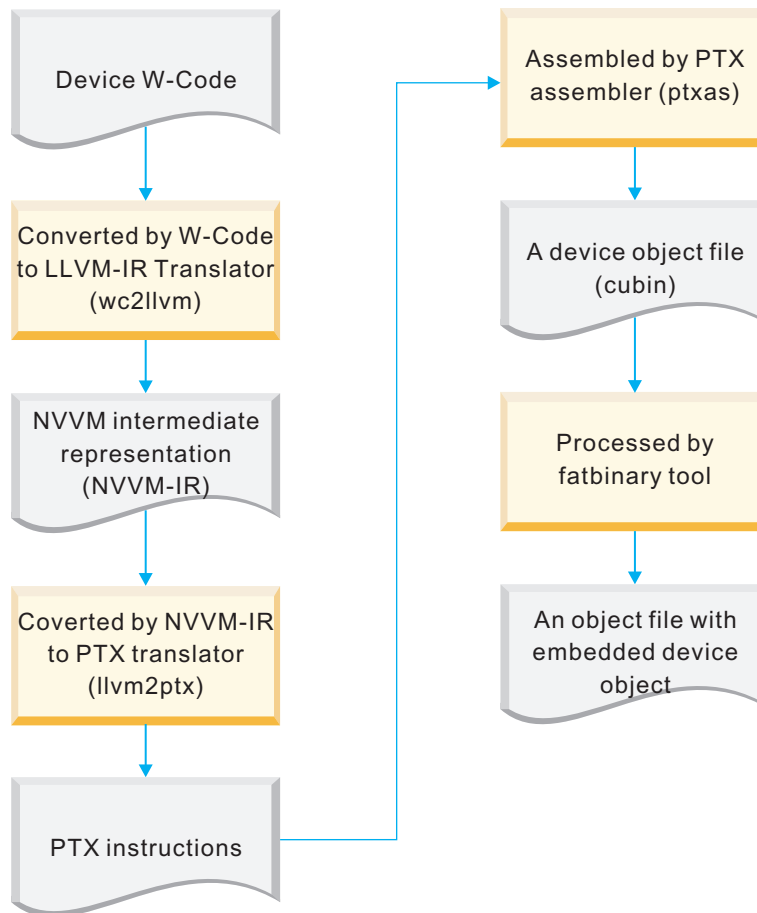 Device W-Code
Converted by W-Code
to LLVM-IR Translator
(wc2llvm)
NVVM intermediate
representation
(NVVM-IR)
Coverted by NVVM-IR
to PTX translator
(llvm2ptx)
PTX instructions
Assembled by PTX
assembler (ptxas)
A device object file
(cubin)
Processed by
fatbinary tool
An object file with
embedded device
object